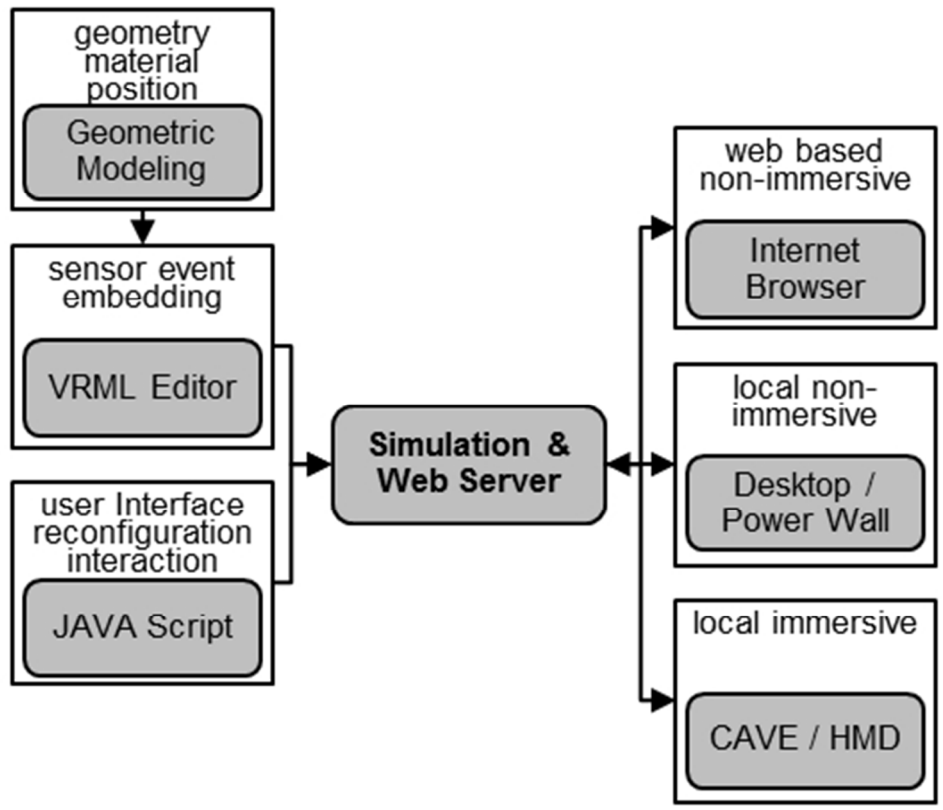 geometry
material
position
Geometric
Modeling
sensor event
embedding
VRML Editor
user Interface
reconfiguration
interaction
JAVA Script
Simulation &
Web Server
web based
non-immersive
Internet
Browser
local non-
immersive
Desktop /
Power Wall
local immersive
CAVE / HMD